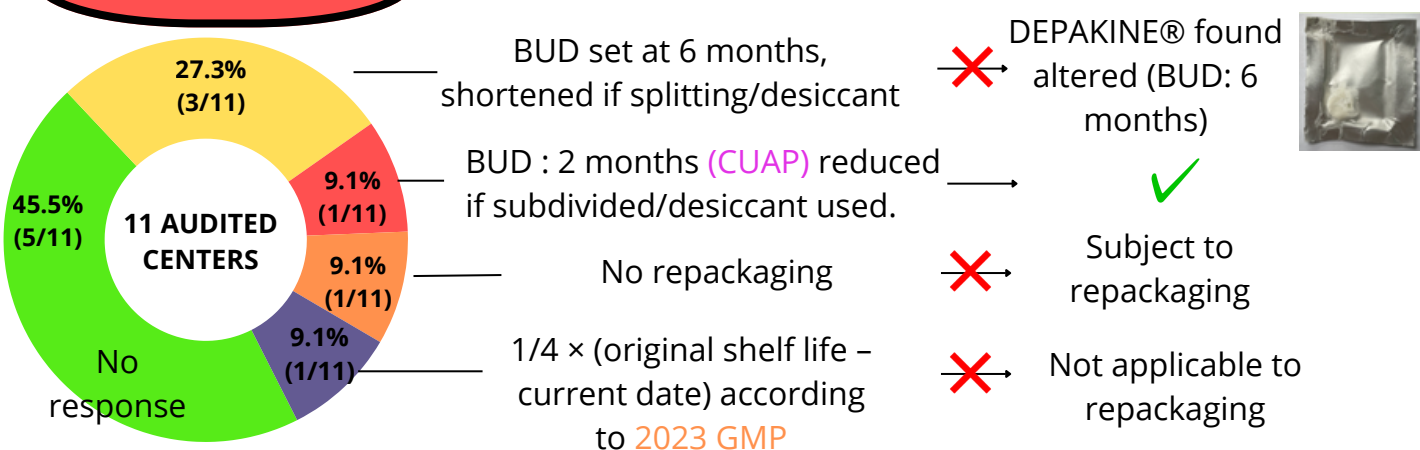 27.3%
(3/11)
BUD set at 6 months,
shortened if splitting/desiccant
DEPAKINE® found
altered (BUD: 6
months)
9.1%
(1/11)
BUD : 2 months (CUAP) reduced
if subdivided/desiccant used.
45.5%
(5/11)
11 AUDITED
CENTERS
9.1%
(1/11)
No repackaging
Subject to
repackaging
9.1%
(1/11)
1/4 × (original shelf life –
current date) according
to 2023 GMP
Not applicable to
repackaging
No
response